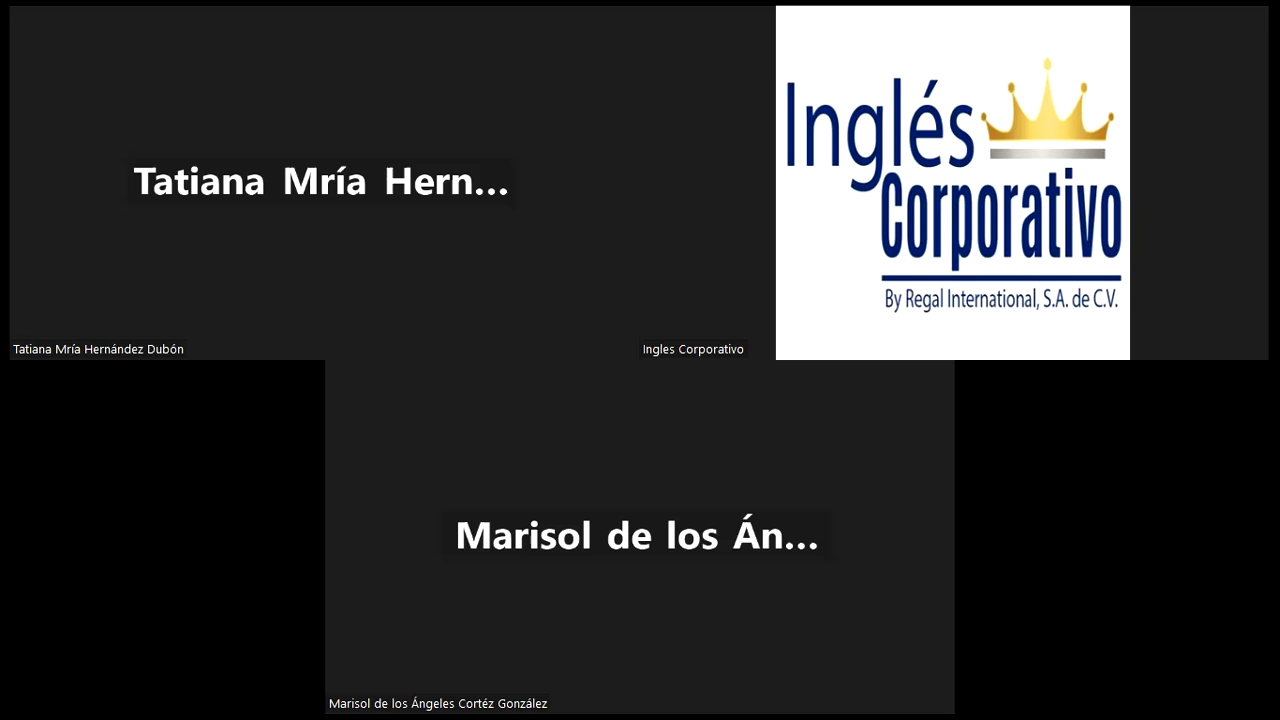 Tatiana Mría Hern...
Tatiana Mría Hernández Dubón
Inglés
Corporativo
By Regal International, S.A. de C.V.
Ingles Corporativo
Marisol de los Án...
Marisol de los Ángeles Cortéz González